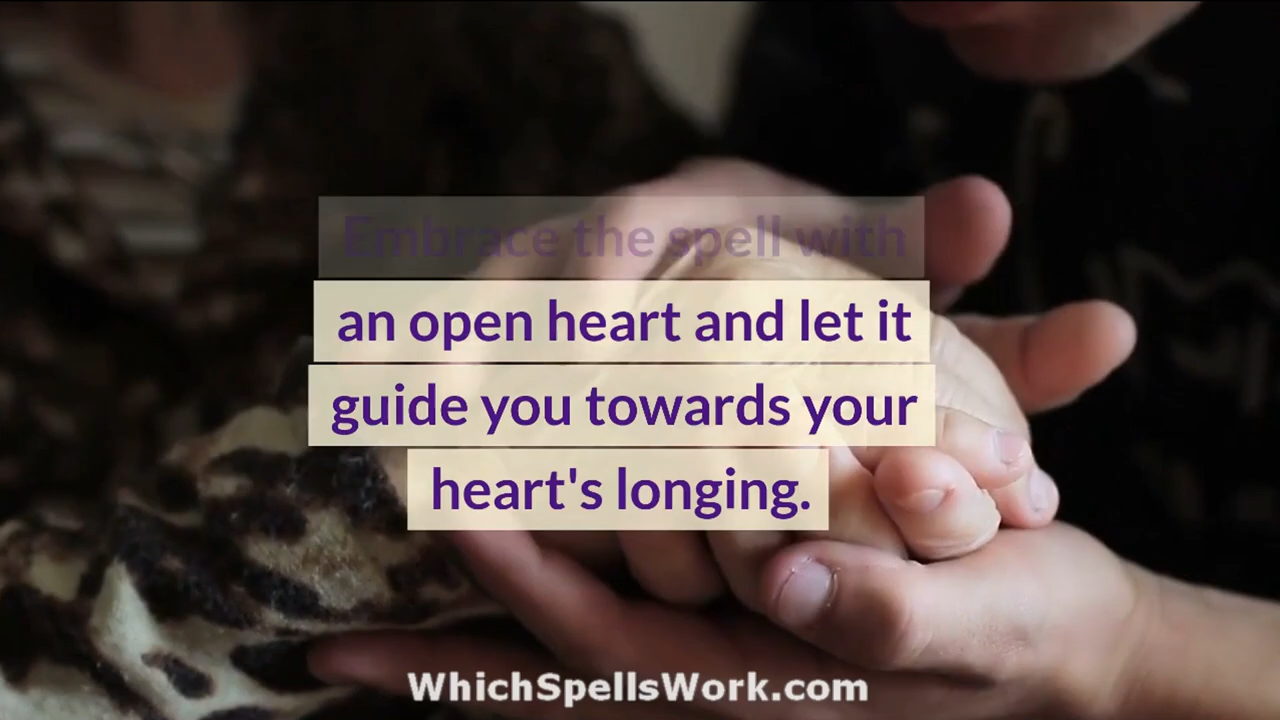 Embrace the spell with
an open heart and let it
guide you towards your
heart's longing.
WhichSpellsWork.com